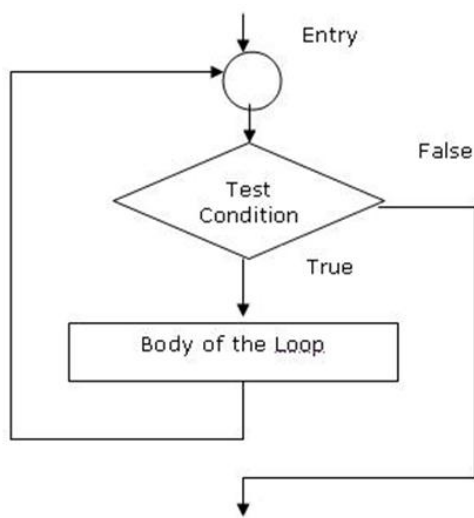 Entry
False
Test
Condition
True
Body of the Loop